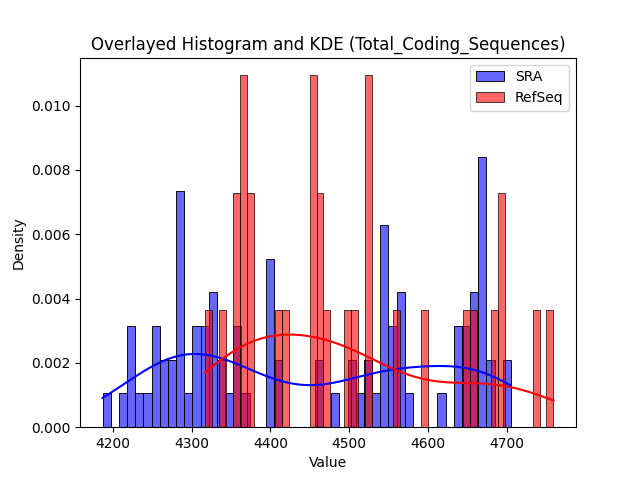 Overlayed Histogram and KDE (Total_Coding_Sequences)
SRA
RefSeq
0.010
0.008
0.006
0.004
0.002
0.000
Density
4200 4300 4400 4500 4600 4700
Value